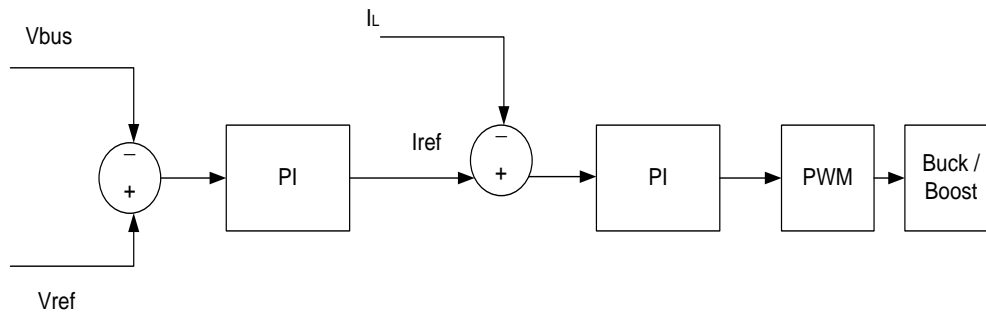 Vbus
IL
−
+
Vref
PI
Iref
−
+
PI
PWM
Buck /
Boost